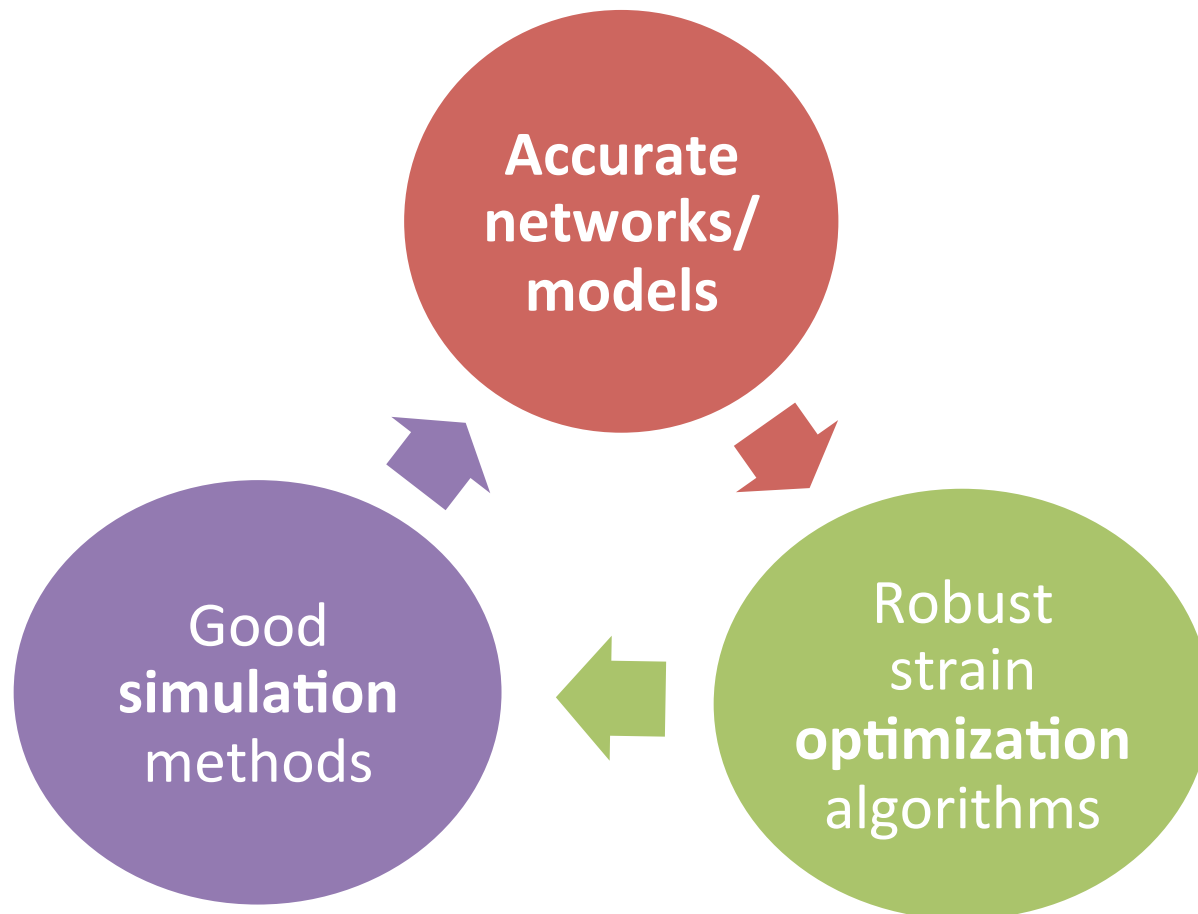 Accurate
networks/
models
Good
simulation
methods
Robust
strain
optimization
algorithms